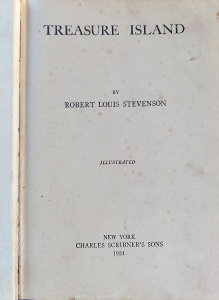 TREASURE ISLAND
BY
ROBERT LOUIS STEVENSON
ILLUSTRATED
NEW YORK
CHARLES SCRIBNER'S SONS
1924